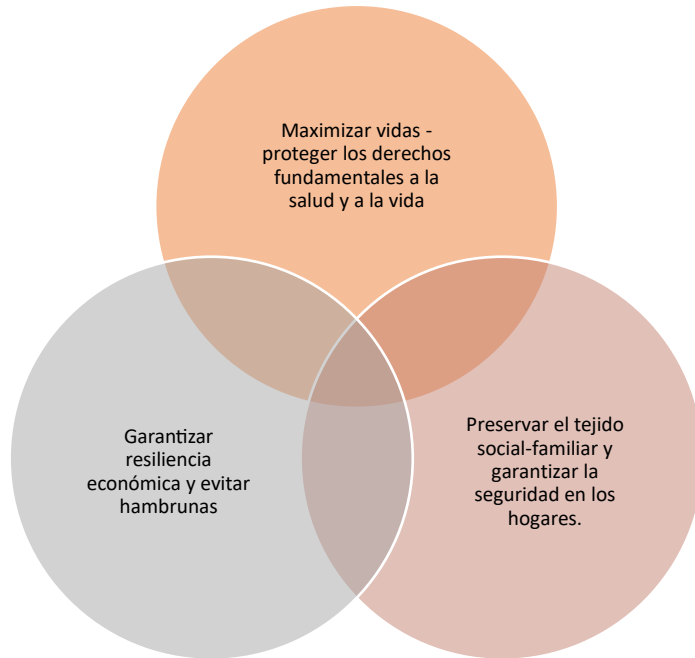 Maximizar vidas -
proteger los derechos
fundamentales a la
salud y a la vida
Garantizar
resiliencia
económica y evitar
hambrunas
Preservar el tejido
social-familiar y
garantizar la
seguridad en los
hogares.